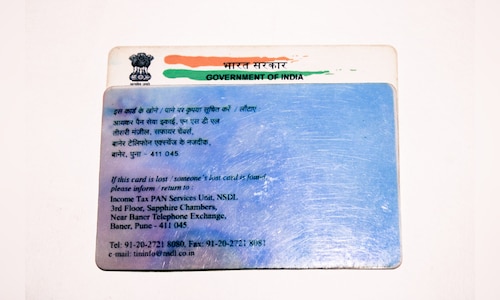 भारत सरकार
GOVERNMENT OF INDIA
इस कार्ड के खोने / पाने पर कृपया सूचित करें / लौटाए
आयकर पैन सेवा इकाई, एन एस डी एल
तीसरी मंज़ील, सफायर चेंबर्स,
बानेर टेलिफोन एक्स्चेंज के नजदीक,
बानेर, पुना - 411 045
If this card is lost / someone's lost card is found,
please inform / return to :
Income Tax PAN Services Unit, NSDL
3rd Floor, Sapphire Chambers,
Near Baner Telephone Exchange,
Baner, Pune - 411 045
Tel: 91-20-2721 8080, Fax: 91-20-2721 8081
e-mail: tininfo@nsdl.co.in